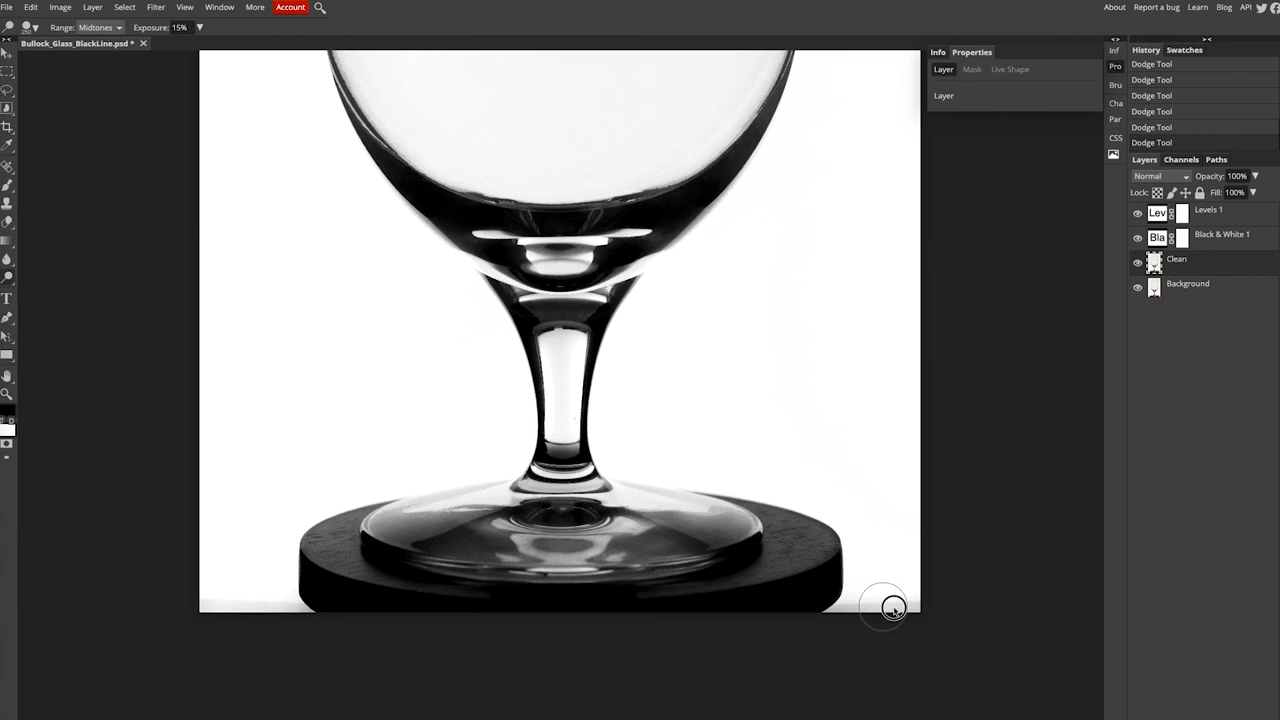 File Edit Image Layer Select Filter View Window More Account About Report a bug Learn Blog API
250 Range: Midtones Exposure: 15%
Bullock_Glass_BlackLine.psd *
Info Properties
Layer Mask Live Shape
Layer
Inf
Pro
Bru
Cha
Par
CSS
History Swatches
Dodge Tool
Dodge Tool
Dodge Tool
Dodge Tool
Dodge Tool
Dodge Tool
Layers Channels Paths
Normal Opacity: 100%
Lock: Fill: 100%
Lev Levels 1
Bla Black & White 1
Clean
Background
T
D